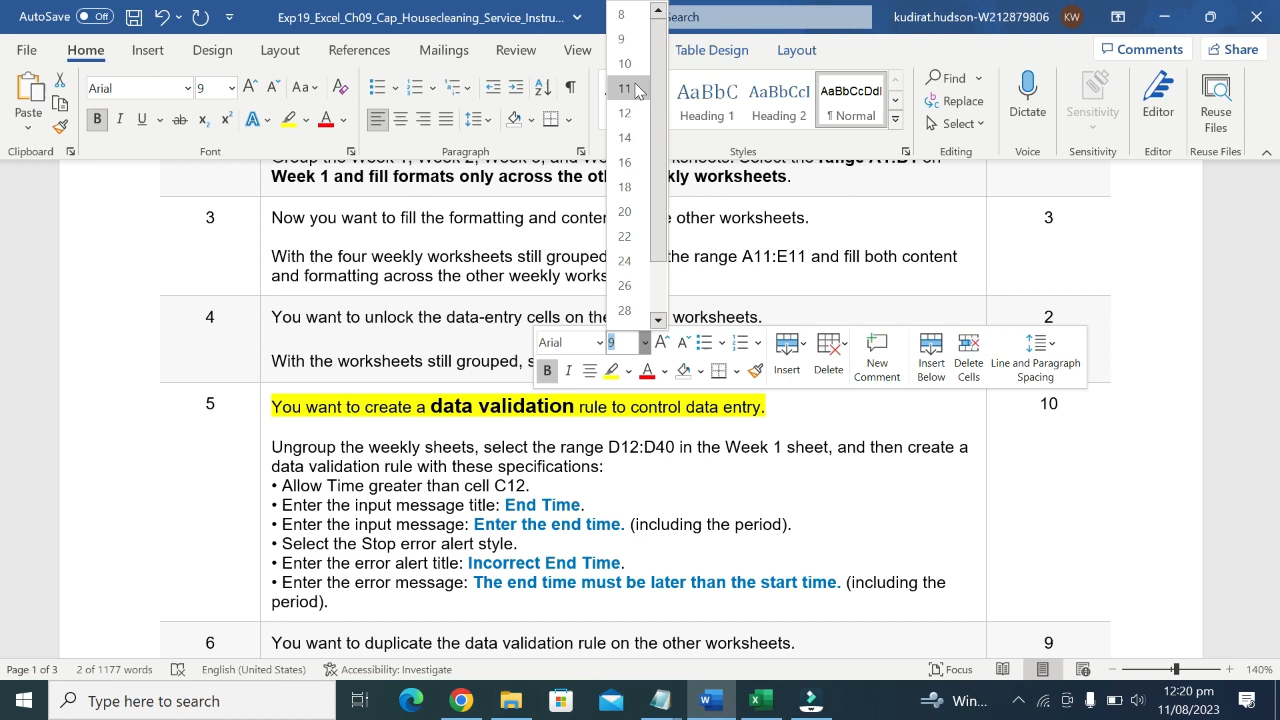 AutoSave Off Exp19_Excel_Ch09_Cap_Housecleaning_Service_Instru... kudirat.hudson-W212879806 KW
File Home Insert Design Layout References Mailings Review View Table Design Layout Comments Share
Paste
Clipboard
Arial 9
Font
Paragraph
AaBbC Heading 1
AaBbCcI Heading 2
AaBbCcDdI ¶ Normal
Styles
Find
Replace
Select
Editing
Dictate
Voice
Sensitivity
Sensitivity
Editor
Editor
Reuse Files
Reuse Files
8
9
10
11
12
14
16
18
20
22
24
26
28
Week 1 and fill formats only across the
3 Now you want to fill the formatting and other worksheets. 3
With the four weekly worksheets still grouped the range A11:E11 and fill both content
and formatting across the other weekly
4 You want to unlock the data-entry cells on worksheets. 2
With the worksheets still grouped,
Arial 9
Insert Delete New Comment Insert Below Delete Cells Line and Paragraph Spacing
5 You want to create a data validation rule to control data entry. 10
Ungroup the weekly sheets, select the range D12:D40 in the Week 1 sheet, and then create a
data validation rule with these specifications:
• Allow Time greater than cell C12.
• Enter the input message title: End Time.
• Enter the input message: Enter the end time. (including the period).
• Select the Stop error alert style.
• Enter the error alert title: Incorrect End Time.
• Enter the error message: The end time must be later than the start time. (including the
period).
6 You want to duplicate the data validation rule on the other worksheets. 9
Page 1 of 3 2 of 1177 words English (United States) Accessibility: Investigate Focus 140%
Type here to search
Win...
12:20 pm
11/08/2023